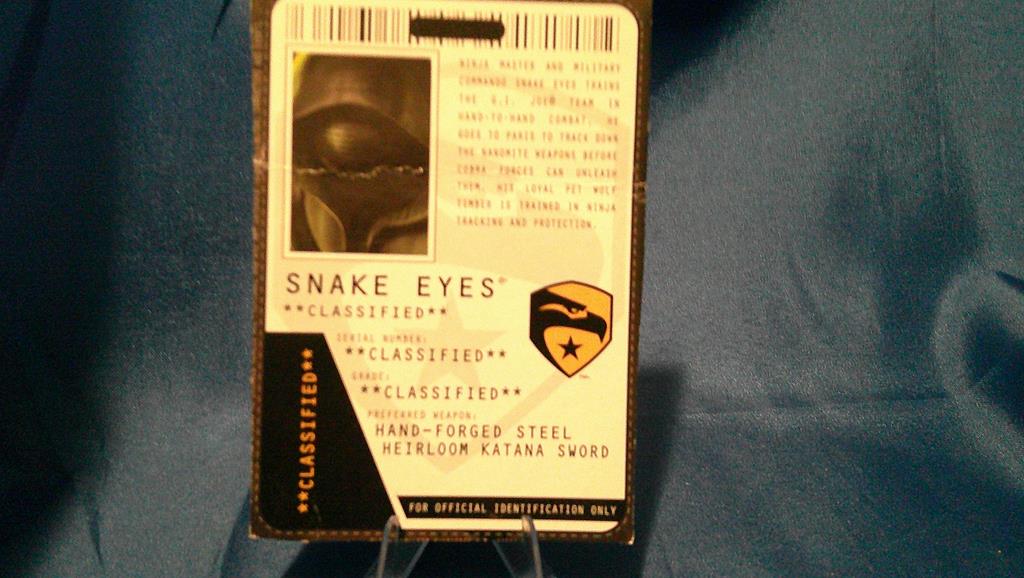 NINJA MASTER AND MILITARY
COMMANDO SNAKE EYES TRAINS
THE G.I. JOE® TEAM IN
HAND-TO-HAND COMBAT. HE
GOES TO PARIS TO TRACK DOWN
THE NANOMITE WEAPONS BEFORE
COBRA FORCES CAN UNLEASH
THEM. HIS LOYAL PET WOLF
TIMBER IS TRAINED IN NINJA
TRACKING AND PROTECTION.
SNAKE EYES
**CLASSIFIED**
SERIAL NUMBER:
**CLASSIFIED**
GRADE:
**CLASSIFIED**
PREFERRED WEAPON:
HAND-FORGED STEEL
HEIRLOOM KATANA SWORD
**CLASSIFIED**
FOR OFFICIAL IDENTIFICATION ONLY